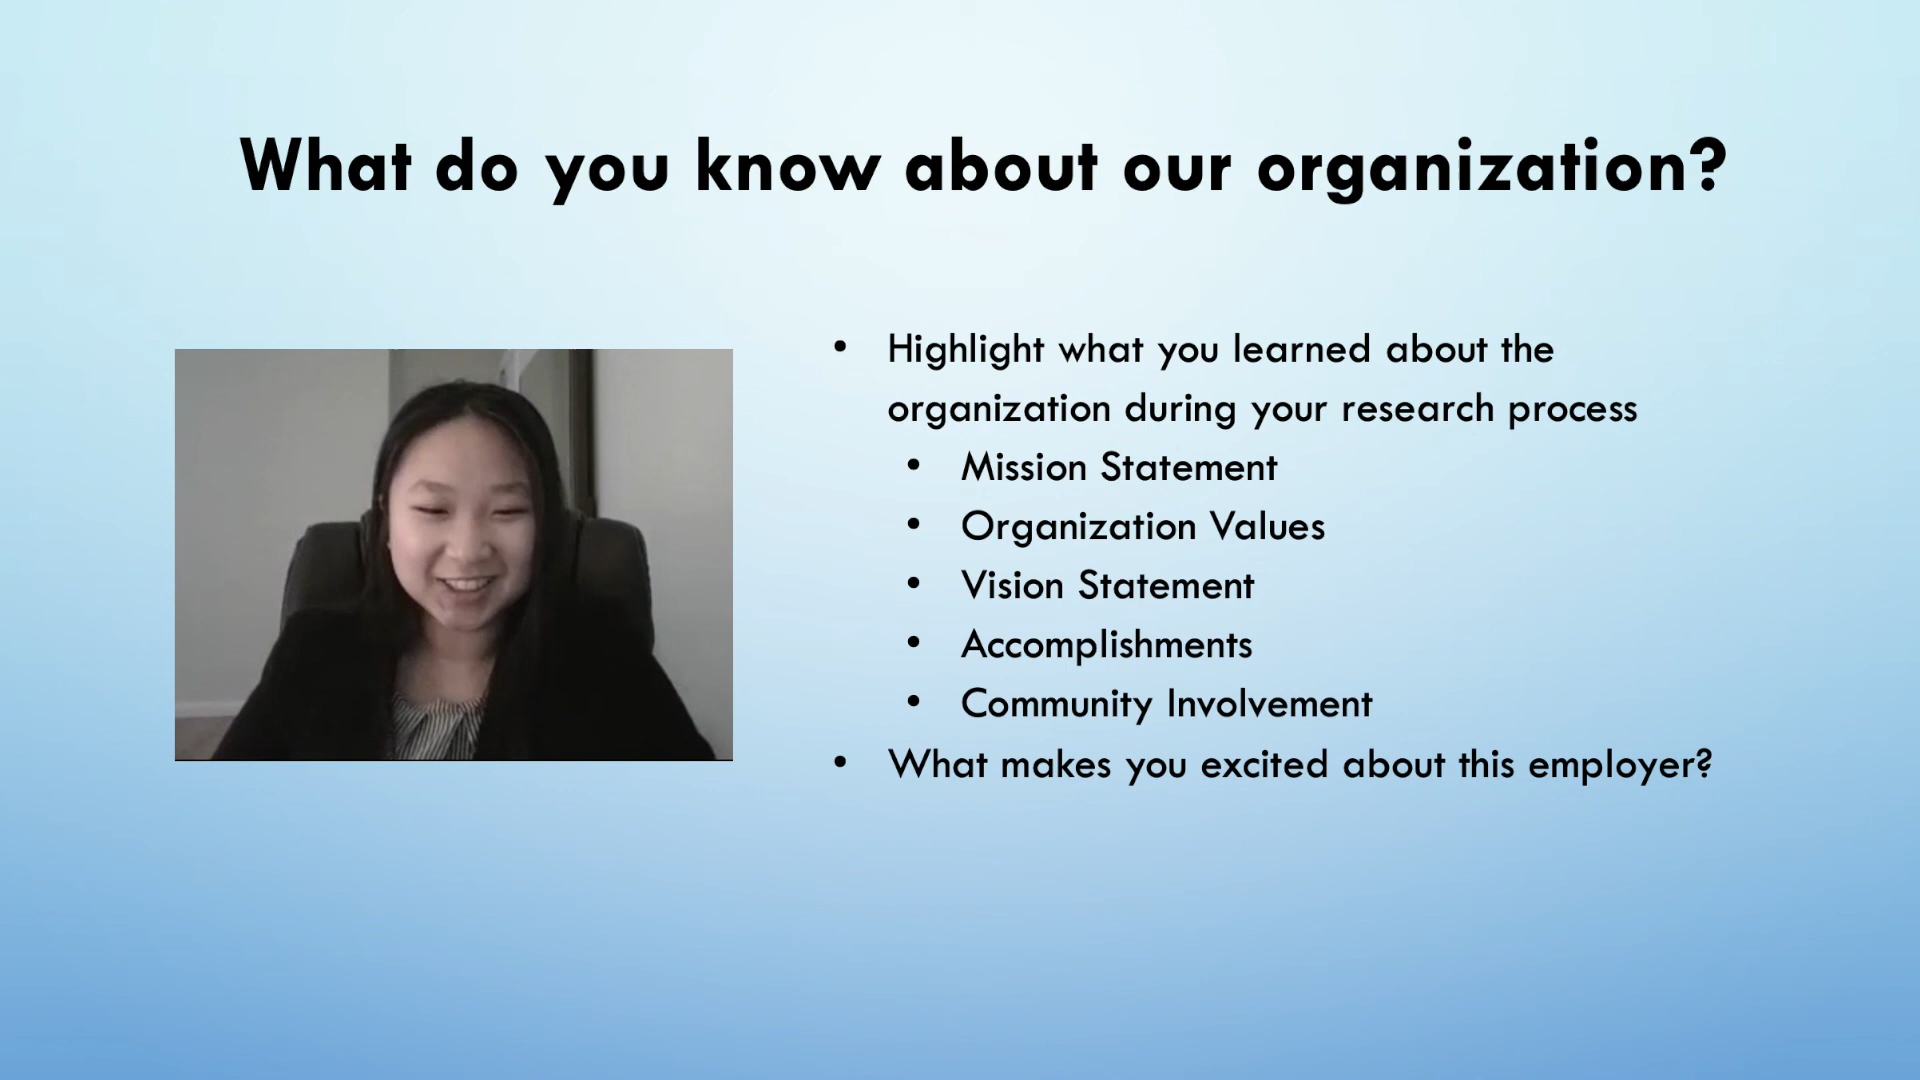 What do you know about our organization?
• Highlight what you learned about the
organization during your research process
• Mission Statement
• Organization Values
• Vision Statement
• Accomplishments
• Community Involvement
• What makes you excited about this employer?